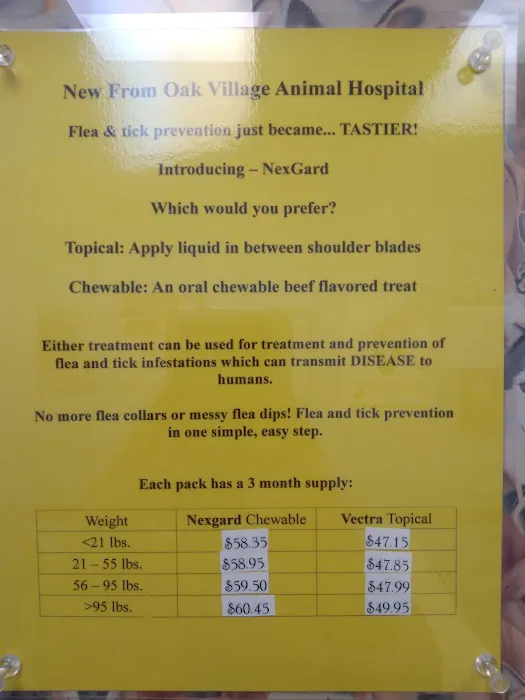 New From Oak Village Animal Hospital
Flea & tick prevention just became... TASTIER!
Introducing – NexGard
Which would you prefer?
Topical: Apply liquid in between shoulder blades
Chewable: An oral chewable beef flavored treat
Either treatment can be used for treatment and prevention of
flea and tick infestations which can transmit DISEASE to
humans.
No more flea collars or messy flea dips! Flea and tick prevention
in one simple, easy step.
Each pack has a 3 month supply:
Weight Nexgard Chewable Vectra Topical
<21 lbs. $58.35 $47.15
21 – 55 lbs. $58.95 $47.85
56 – 95 lbs. $59.50 $47.99
>95 lbs. $60.45 $49.95